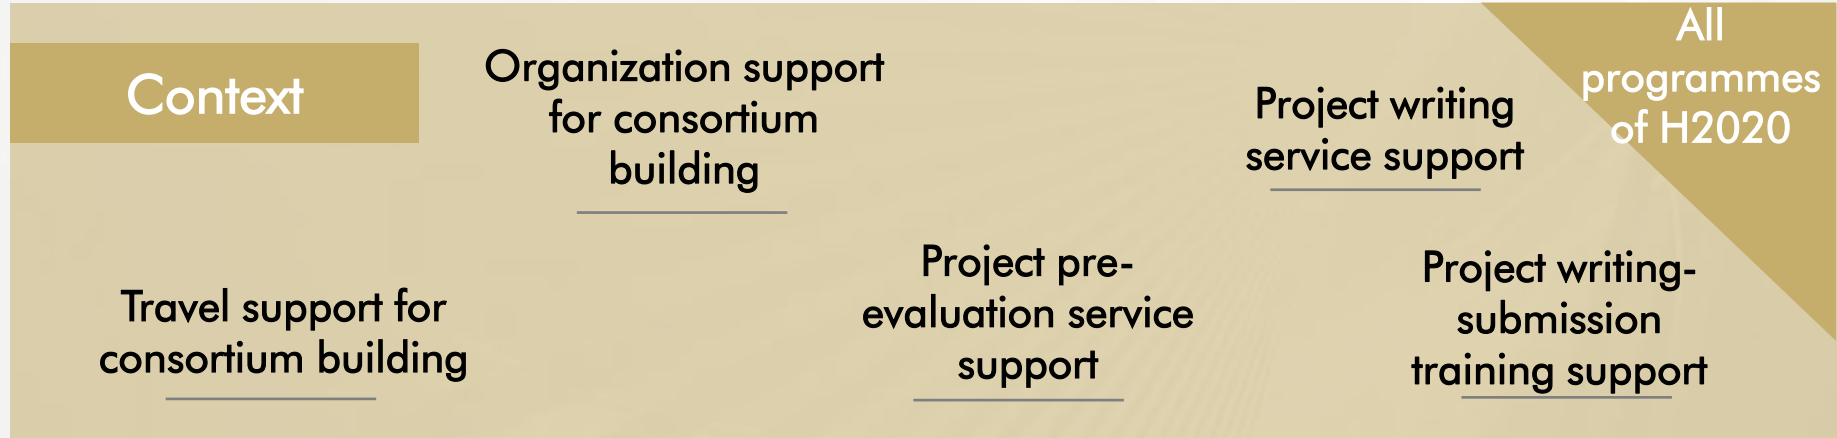 Context
Organization support
for consortium
building
Project writing
service support
All
programmes
of H2020
Travel support for
consortium building
Project pre-
evaluation service
support
Project writing-
submission
training support